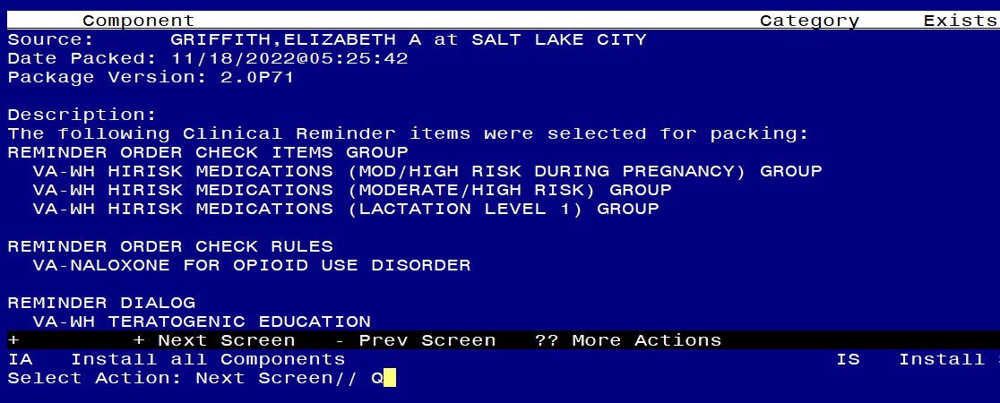 Component Category Exists
Source: GRIFFITH,ELIZABETH A at SALT LAKE CITY
Date Packed: 11/18/2022@05:25:42
Package Version: 2.0P71
Description:
The following Clinical Reminder items were selected for packing:
REMINDER ORDER CHECK ITEMS GROUP
VA-WH HIRISK MEDICATIONS (MOD/HIGH RISK DURING PREGNANCY) GROUP
VA-WH HIRISK MEDICATIONS (MODERATE/HIGH RISK) GROUP
VA-WH HIRISK MEDICATIONS (LACTATION LEVEL 1) GROUP
REMINDER ORDER CHECK RULES
VA-NALOXONE FOR OPIOID USE DISORDER
REMINDER DIALOG
VA-WH TERATOGENIC EDUCATION
+ + Next Screen - Prev Screen ?? More Actions
IA Install all Components IS Install
Select Action: Next Screen// Q